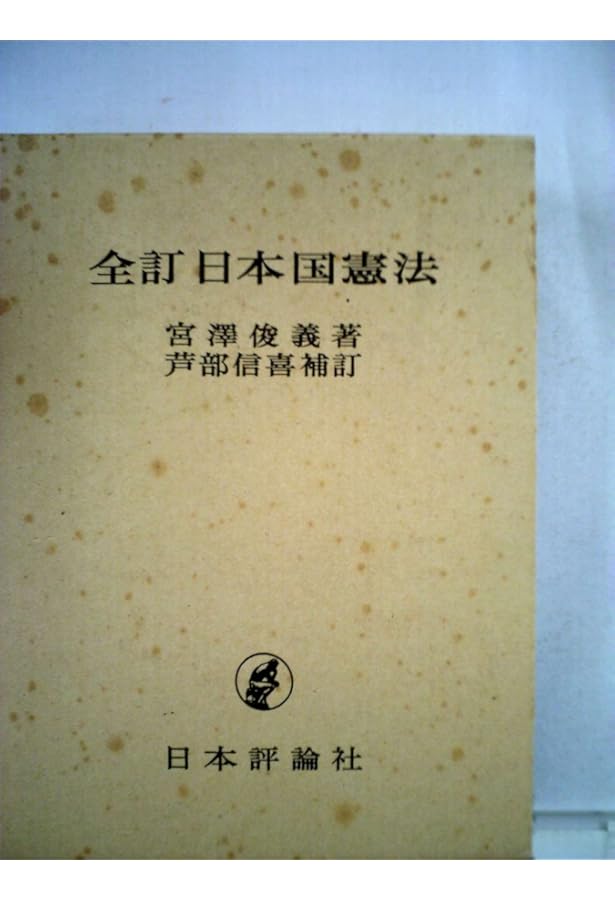 全訂日本国憲法
宮澤俊義著
芦部信喜補訂
日本評論社